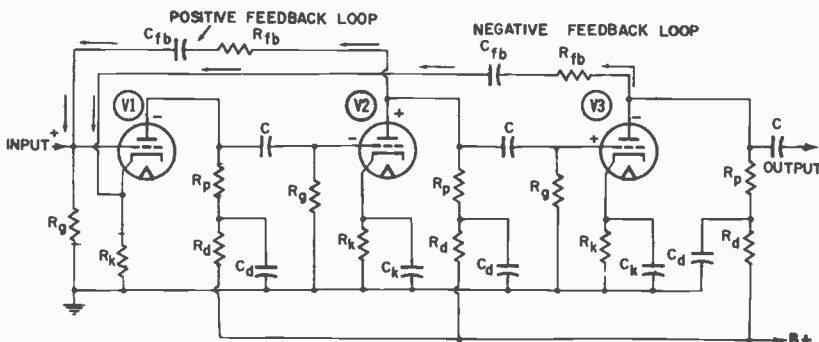 POSITIVE FEEDBACK LOOP
Cfb
Rfb
NEGATIVE FEEDBACK LOOP
Cfb
Rfb
V1
V2
V3
-
+
-
INPUT
+
C
-
C
+
C
OUTPUT
Rg
Rk
Rp
Rd
Cd
Rg
Rk
Ck
Rp
Rd
Cd
Rg
Rk
Ck
Cd
Rp
Rd
B+